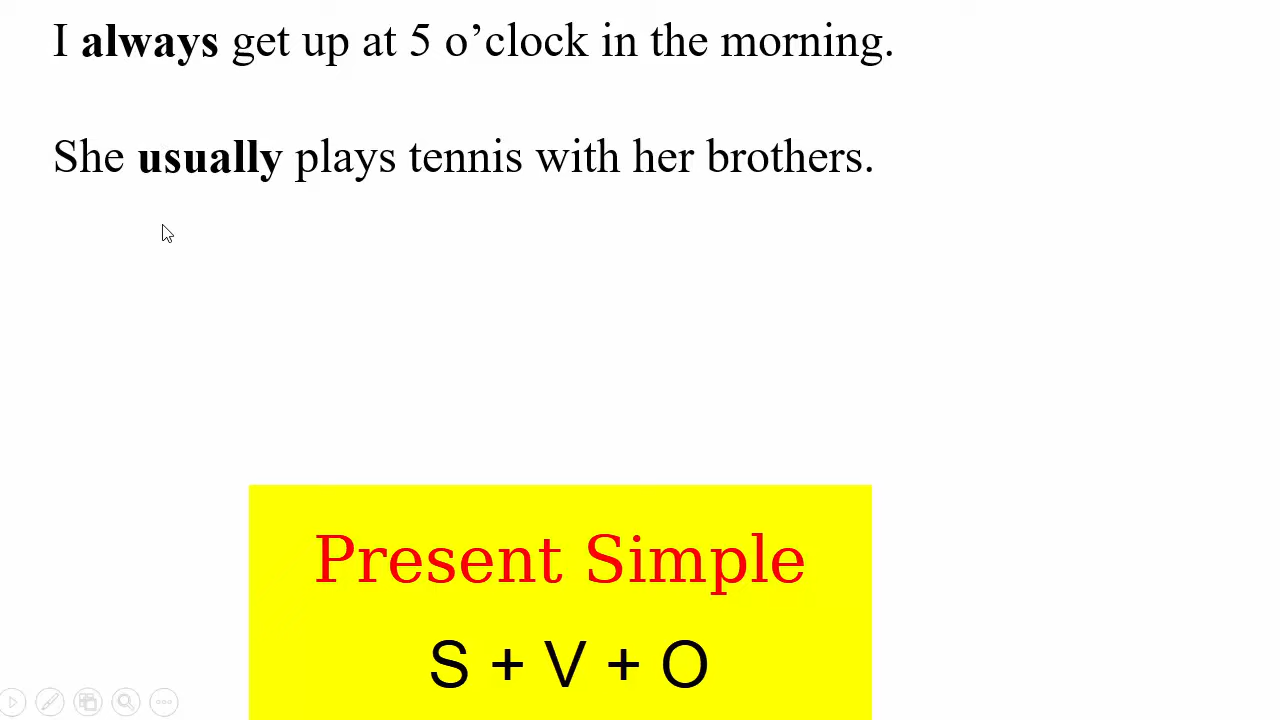 I always get up at 5 o’clock in the morning.
She usually plays tennis with her brothers.
Present Simple
S + V + O